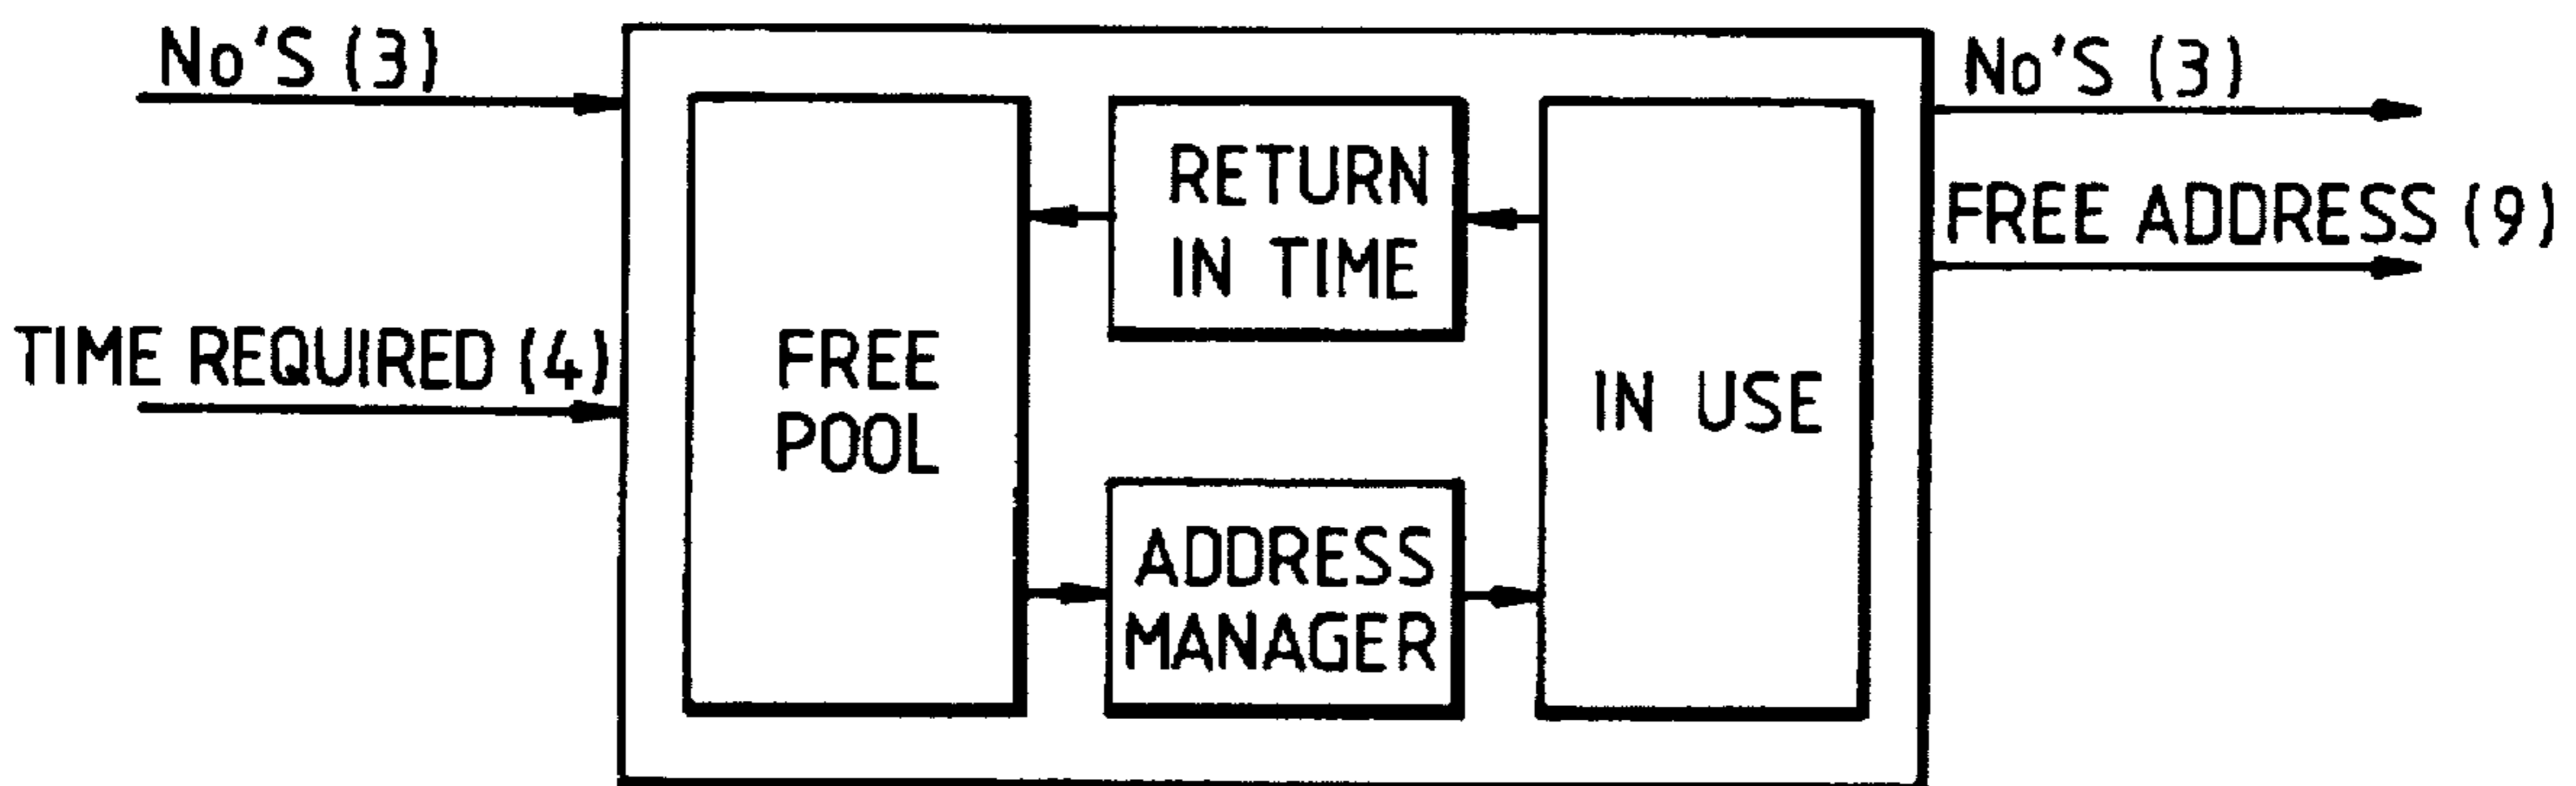 No'S (3)
TIME REQUIRED (4)
FREE
POOL
RETURN
IN TIME
ADDRESS
MANAGER
IN USE
No'S (3)
FREE ADDRESS (9)